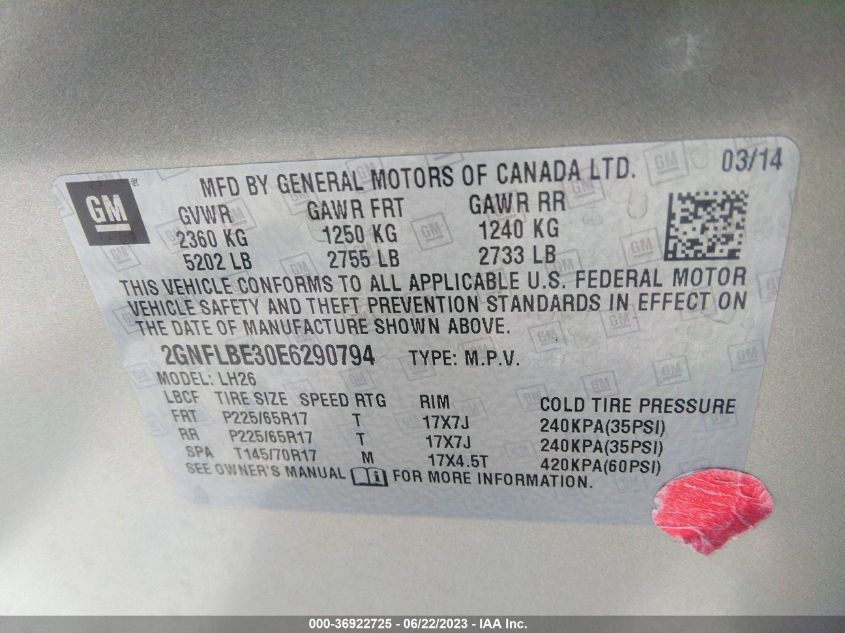 GM ®
MFD BY GENERAL MOTORS OF CANADA LTD. 03/14
GVWR GAWR FRT GAWR RR
2360 KG 1250 KG 1240 KG
5202 LB 2755 LB 2733 LB
THIS VEHICLE CONFORMS TO ALL APPLICABLE U.S. FEDERAL MOTOR
VEHICLE SAFETY AND THEFT PREVENTION STANDARDS IN EFFECT ON
THE DATE OF MANUFACTURE SHOWN ABOVE.
2GNFLBE30E6290794 TYPE: M.P.V.
MODEL: LH26
LBCF TIRE SIZE SPEED RTG RIM COLD TIRE PRESSURE
FRT P225/65R17 T 17X7J 240KPA(35PSI)
RR P225/65R17 T 17X7J 240KPA(35PSI)
SPA T145/70R17 M 17X4.5T 420KPA(60PSI)
SEE OWNER'S MANUAL FOR MORE INFORMATION.
000-36922725 - 06/22/2023 - IAA Inc.